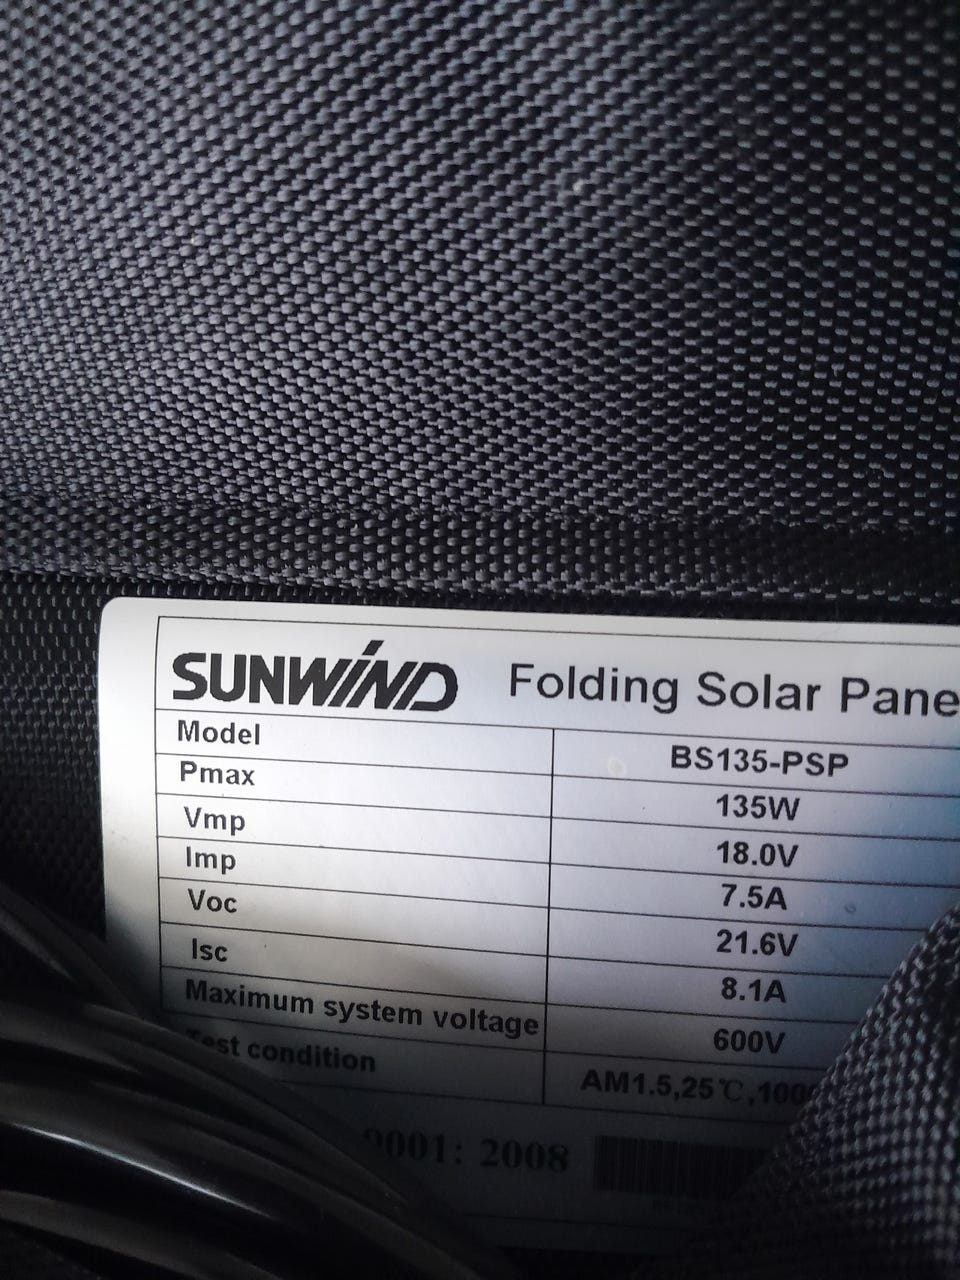 SUNWIND Folding Solar Pane
Model BS135-PSP
Pmax 135W
Vmp 18.0V
Imp 7.5A
Voc 21.6V
Isc 8.1A
Maximum system voltage 600V
Test condition AM1.5,25℃,100
9001: 2008